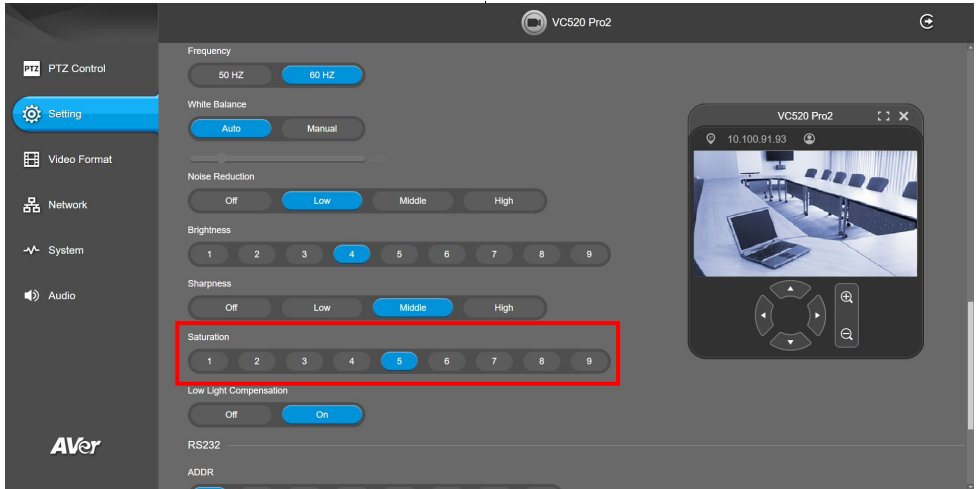 VC520 Pro2
PTZ PTZ Control
Setting
Video Format
Network
System
Audio
AVer
Frequency
50 HZ 60 HZ
White Balance
Auto Manual
Noise Reduction
Off Low Middle High
Brightness
1 2 3 4 5 6 7 8 9
Sharpness
Off Low Middle High
Saturation
1 2 3 4 5 6 7 8 9
Low Light Compensation
Off On
RS232
ADDR
VC520 Pro2
10.100.91.93